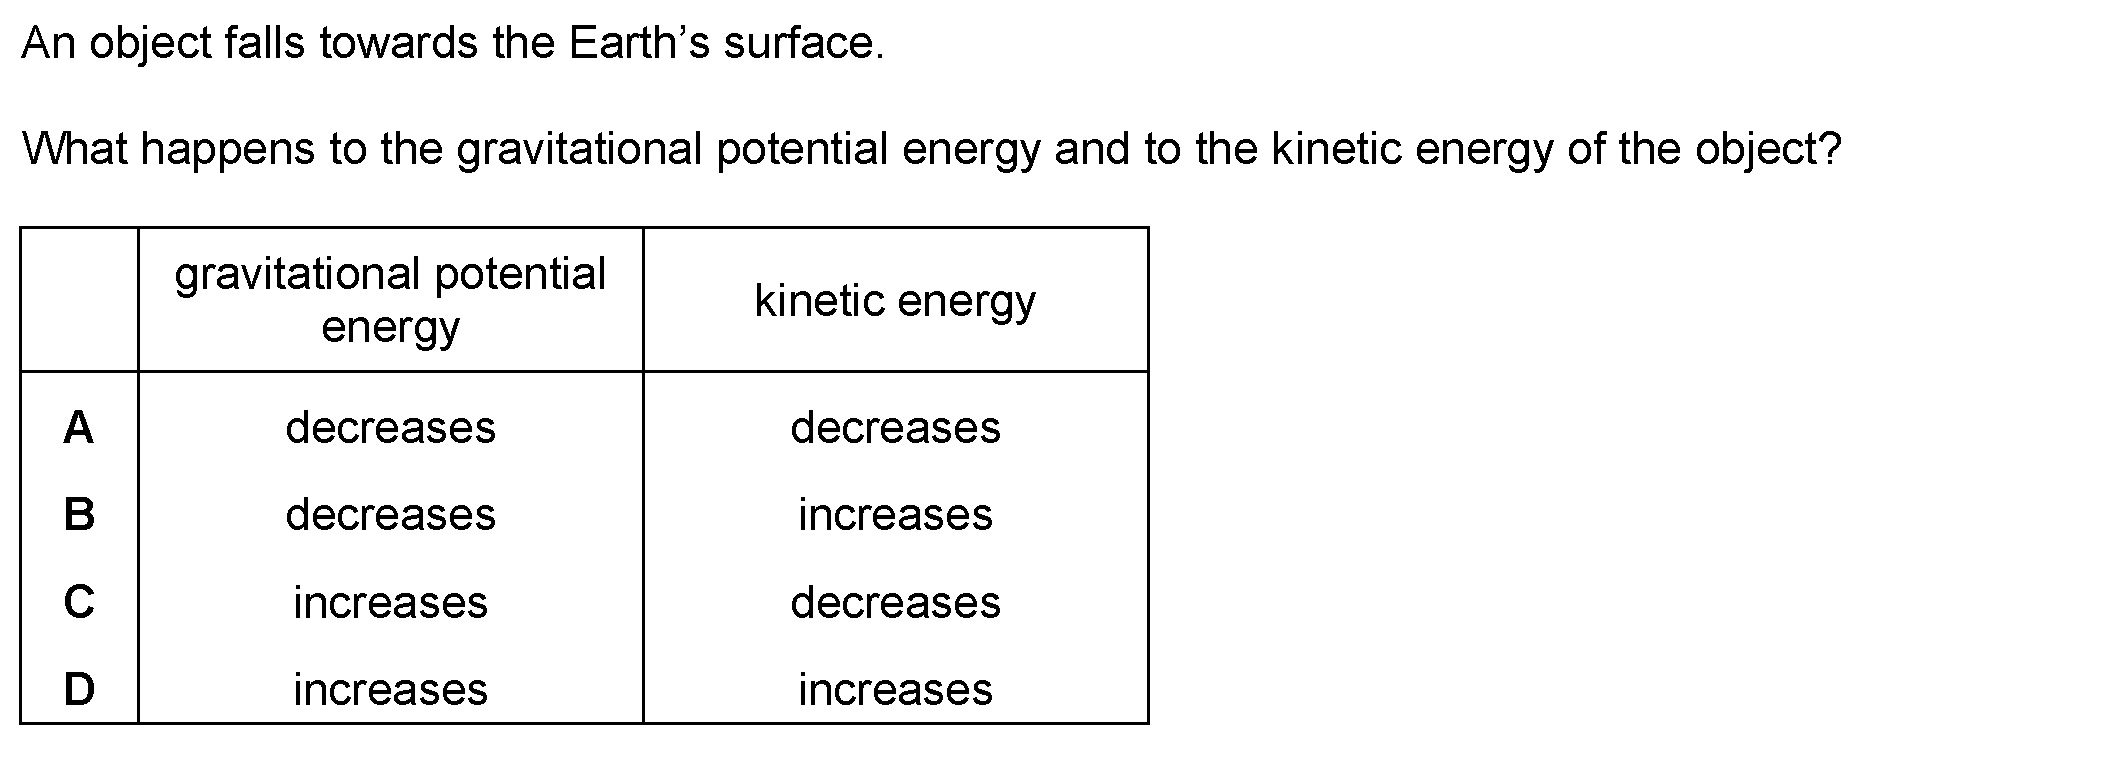 An object falls towards the Earth’s surface.
What happens to the gravitational potential energy and to the kinetic energy of the object?
gravitational potential
energy
kinetic energy
A decreases decreases
B decreases increases
C increases decreases
D increases increases